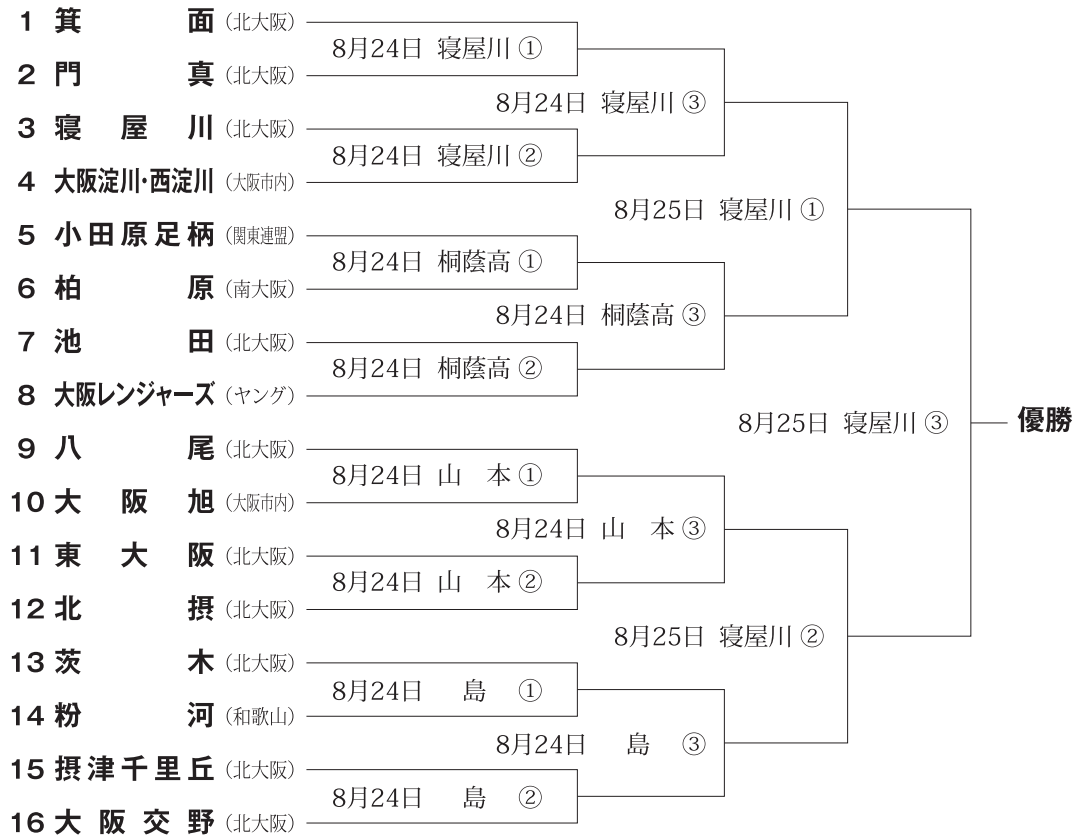 1 箕面（北大阪）
8月24日 寝屋川 ①
2 門真（北大阪）
8月24日 寝屋川 ③
3 寝屋川（北大阪）
8月24日 寝屋川 ②
4 大阪淀川・西淀川（大阪市内）
8月25日 寝屋川 ①
5 小田原足柄（関東連盟）
8月24日 桐蔭高 ①
6 柏原（南大阪）
8月24日 桐蔭高 ③
7 池田（北大阪）
8月24日 桐蔭高 ②
8 大阪レンジャーズ（ヤング）
8月25日 寝屋川 ③
優勝
9 八尾（北大阪）
8月24日 山本 ①
10 大阪旭（大阪市内）
8月24日 山本 ③
11 東大阪（北大阪）
8月24日 山本 ②
12 北摂（北大阪）
8月25日 寝屋川 ②
13 茨木（北大阪）
8月24日 島 ①
14 粉河（和歌山）
8月24日 島 ③
15 摂津千里丘（北大阪）
8月24日 島 ②
16 大阪交野（北大阪）